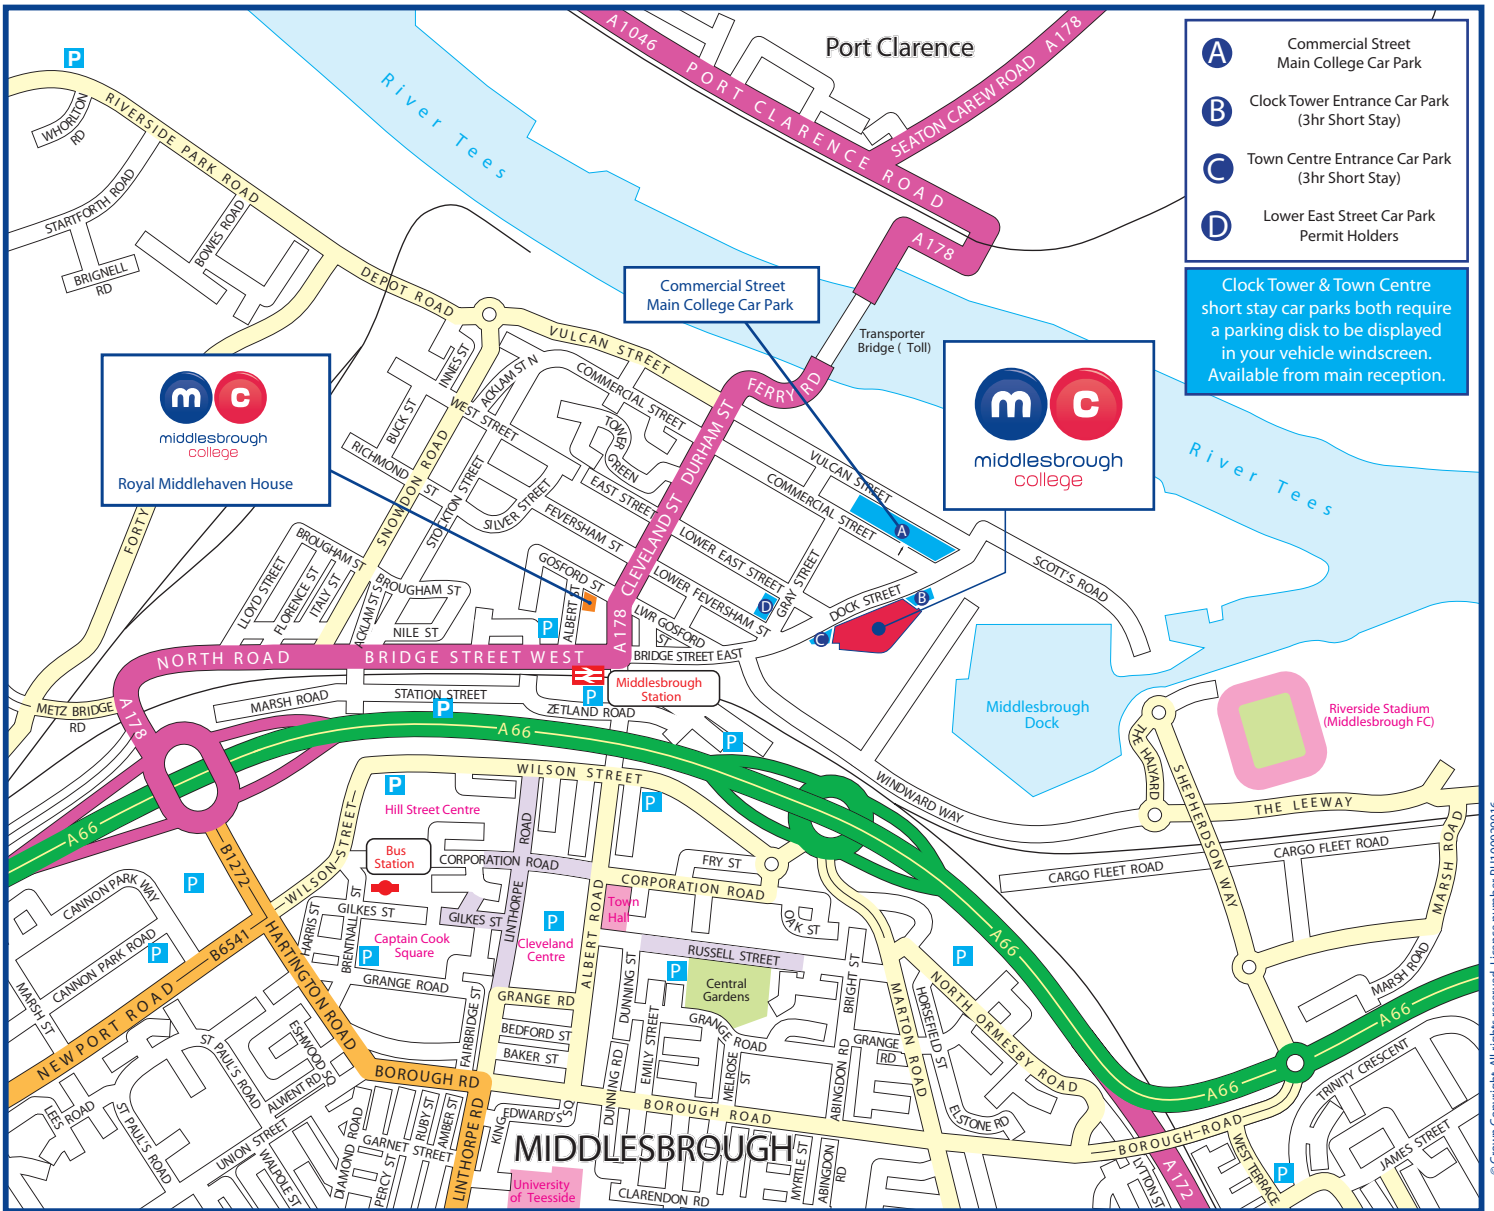 A1046
PORT CLARENCE ROAD
Port Clarence
SEATON CAREW ROAD A178
A178
A
Commercial Street
Main College Car Park
B
Clock Tower Entrance Car Park
(3hr Short Stay)
C
Town Centre Entrance Car Park
(3hr Short Stay)
D
Lower East Street Car Park
Permit Holders
Clock Tower & Town Centre
short stay car parks both require
a parking disk to be displayed
in your vehicle windscreen.
Available from main reception.
P
River Tees
RIVERSIDE PARK ROAD
WHORLTON
RD
STARTFORTH ROAD
BOWES ROAD
BRIGNELL
RD
DEPOT ROAD
VULCAN STREET
Commercial Street
Main College Car Park
Transporter
Bridge ( Toll)
FERRY RD
mc
middlesbrough
college
Royal Middlehaven House
mc
middlesbrough
college
River Tees
INNES ST
ACKLAM ST N
COMMERCIAL STREET
WEST STREET
BUCK ST
RICHMOND ST
SNOWDON ROAD
STOCKTON STREET
SILVER STREET
TOWER
GREEN
EAST STREET
FEVERSHAM ST
CLEVELAND ST
DURHAM ST
VULCAN STREET
COMMERCIAL STREET
A
LOWER EAST STREET
LOWER FEVERSHAM ST
GRAY STREET
D
DOCK STREET
B
C
SCOTT'S ROAD
FORTY
BROUGHAM ST
LLOYD STREET
FLORENCE ST
ITALY ST
ACKLAM ST S
BROUGHAM ST
NILE ST
GOSFORD ST
ALBERT ST
P
A178
LWR GOSFORD
ST
BRIDGE STREET EAST
NORTH ROAD
BRIDGE STREET WEST
Middlesbrough
Station
P
METZ BRIDGE
RD
A178
MARSH ROAD
STATION STREET
P
ZETLAND ROAD
P
Middlesbrough
Dock
Riverside Stadium
(Middlesbrough FC)
THE HALYARD
SHEPHERDSON WAY
THE LEEWAY
MARSH ROAD
WINDWARD WAY
CARGO FLEET ROAD
CARGO FLEET ROAD
A66
A66
WILSON STREET
P
Hill Street Centre
P
Bus
Station
CORPORATION ROAD
ROAD
LINTHORPE
FRY ST
CORPORATION ROAD
Town
Hall
OAK ST
B1272
WILSON STREET
CANNON PARK WAY
P
CANNON PARK ROAD
P
MARSH ST
B6541
NEWPORT ROAD
HARTINGTON ROAD
HARRIS ST
BRENTNALL ST
GILKES ST
GILKES ST
Captain Cook
Square
P
GRANGE ROAD
P
Cleveland
Centre
ALBERT ROAD
RUSSELL STREET
P
Central
Gardens
GRANGE ROAD
BRIGHT ST
P
A66
NORTH ORMESBY ROAD
MARTON ROAD
HORSEFIELD ST
MARSH ROAD
A66
A66
TRINITY CRESCENT
FAIRBRIDGE ST
GRANGE RD
BEDFORD ST
BAKER ST
DUNNING ST
DUNNING RD
EMILY STREET
MELROSE
ST
GRANGE
RD
ABINGDON RD
ST PAUL'S ROAD
ESHWOOD SQ
ALWENT RD
LEES ROAD
ST PAUL'S ROAD
UNION STREET
WALPOLE ST
BOROUGH RD
LINTHORPE RD
DIAMOND ROAD
GARNET STREET
PERCY ST
RUBY ST
AMBER ST
KING EDWARD'S SQ
BOROUGH ROAD
MIDDLESBROUGH
University
of Teesside
CLARENDON RD
MYRTLE ST
ABINGDON
RD
ELSTONE RD
BOROUGH ROAD
LYTTON ST
A172
WEST TERRACE
P
JAMES STREET